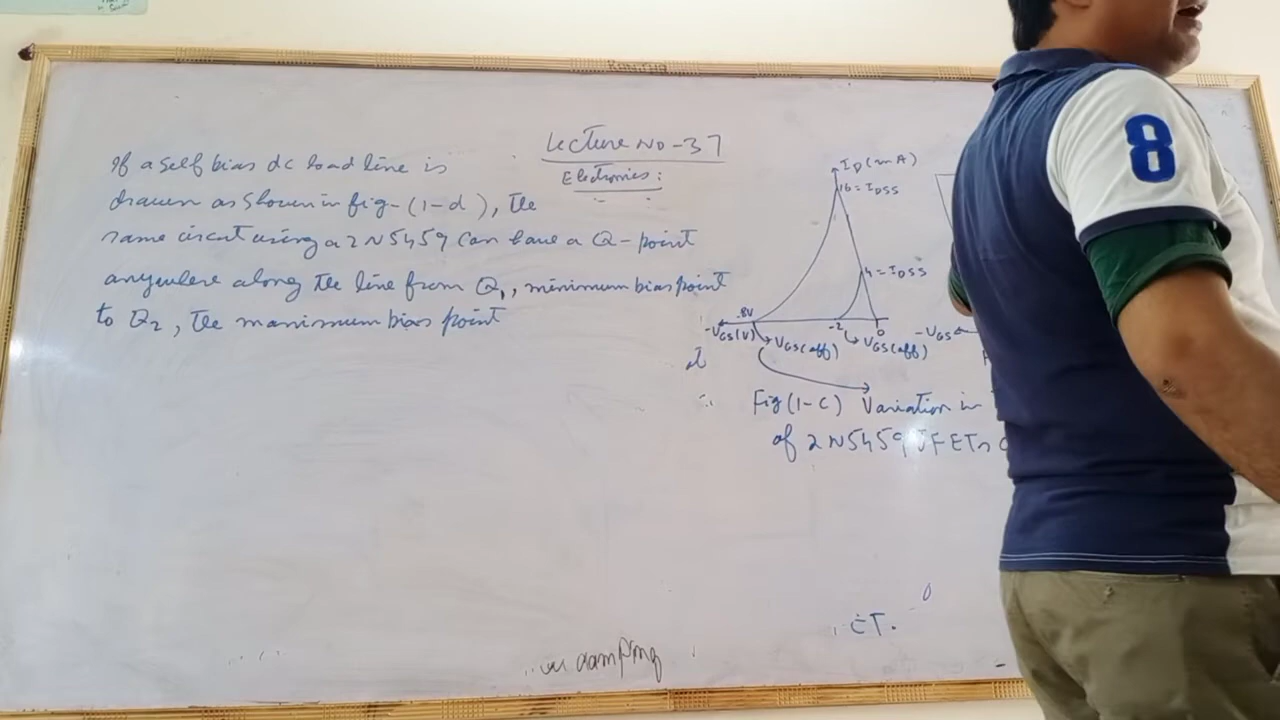 Lecture No-37
Electronics:
If a self bias dc load line is
drawn as shown in fig-(1-d), the
same circuit using a 2N5459 can have a Q-point
anywhere along the line from Q1, minimum bias point
to Q2, the maximum bias point
ID(mA)
16=IDSS
4=IDSS
-8V
-2
0
-VGS(V)
VGS(off)
VGS(off)
-VGS
Fig(1-c) Variation in
of 2N5459 JFETs
8